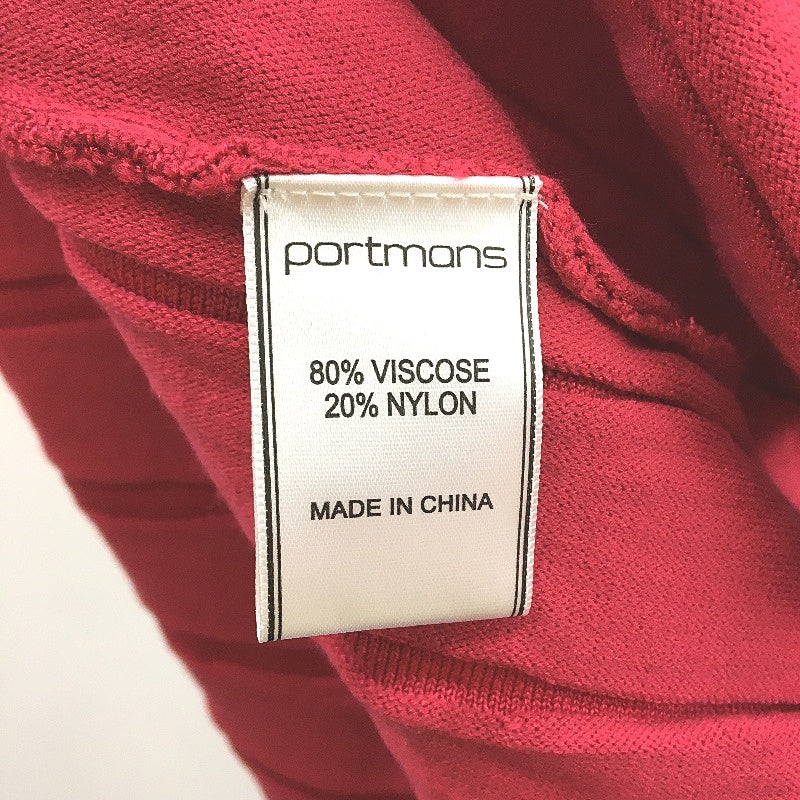 portmans
80% VISCOSE
20% NYLON
MADE IN CHINA